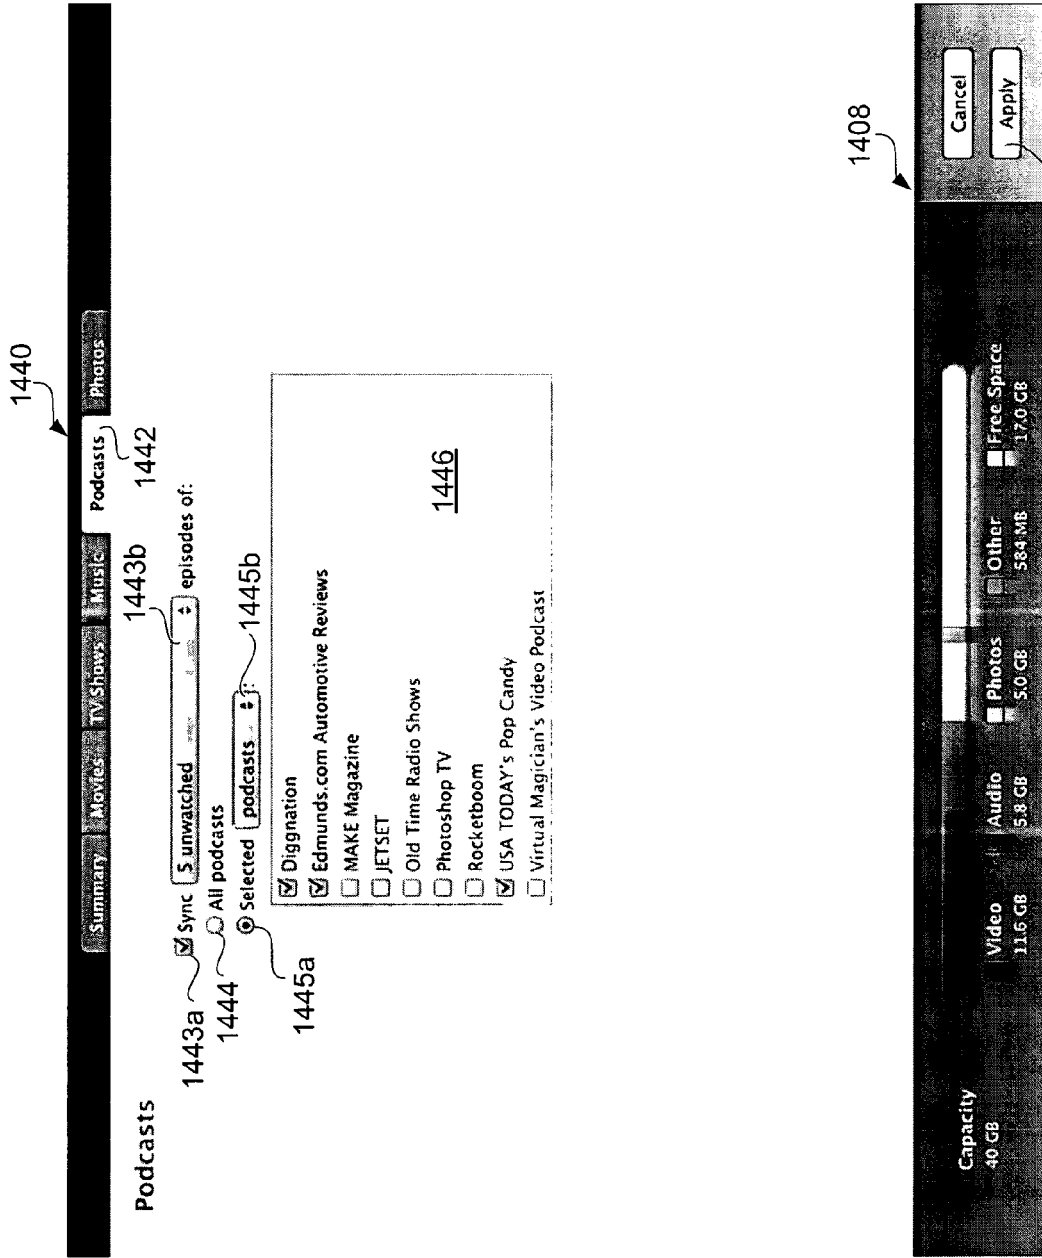 1440
Summary Movies TV Shows Music Podcasts Photos
1442
Podcasts
1443a
Sync 5 unwatched episodes of:
1443b
1444
All podcasts
1445a
Selected podcasts :
1445b
Diggnation
Edmunds.com Automotive Reviews
MAKE Magazine
JETSET
Old Time Radio Shows
Photoshop TV
Rocketboom
USA TODAY's Pop Candy
Virtual Magician's Video Podcast
1446
1408
Capacity
40 GB
Video
11.6 GB
Audio
5.8 GB
Photos
5.0 GB
Other
584 MB
Free Space
17.0 GB
Cancel
Apply